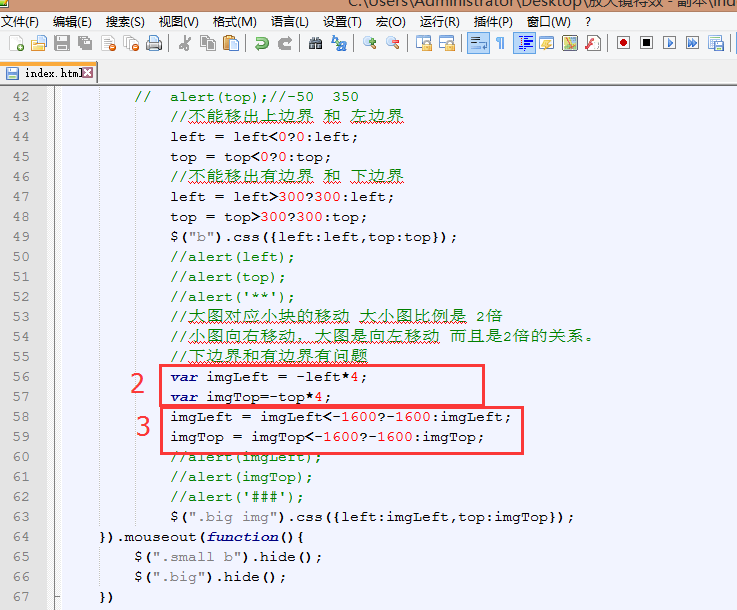 C:\Users\Administrator\Desktop\放大镜特效 - 副本\ind
文件(F) 编辑(E) 搜索(S) 视图(V) 格式(M) 语言(L) 设置(T) 宏(O) 运行(R) 插件(P) 窗口(W) ?
index.html
42 // alert(top);//-50 350
43 //不能移出上边界 和 左边界
44 left = left<0?0:left;
45 top = top<0?0:top;
46 //不能移出有边界 和 下边界
47 left = left>300?300:left;
48 top = top>300?300:top;
49 $("b").css({left:left,top:top});
50 //alert(left);
51 //alert(top);
52 //alert('**');
53 //大图对应小块的移动 大小图比例是 2倍
54 //小图向右移动，大图是向左移动 而且是2倍的关系。
55 //下边界和有边界有问题
2
56 var imgLeft = -left*4;
57 var imgTop=-top*4;
3
58 imgLeft = imgLeft<-1600?-1600:imgLeft;
59 imgTop = imgTop<-1600?-1600:imgTop;
60 //alert(imgLeft);
61 //alert(imgTop);
62 //alert('###');
63 $(".big img").css({left:imgLeft,top:imgTop});
64 }).mouseout(function(){
65 $(".small b").hide();
66 $(".big").hide();
67 })